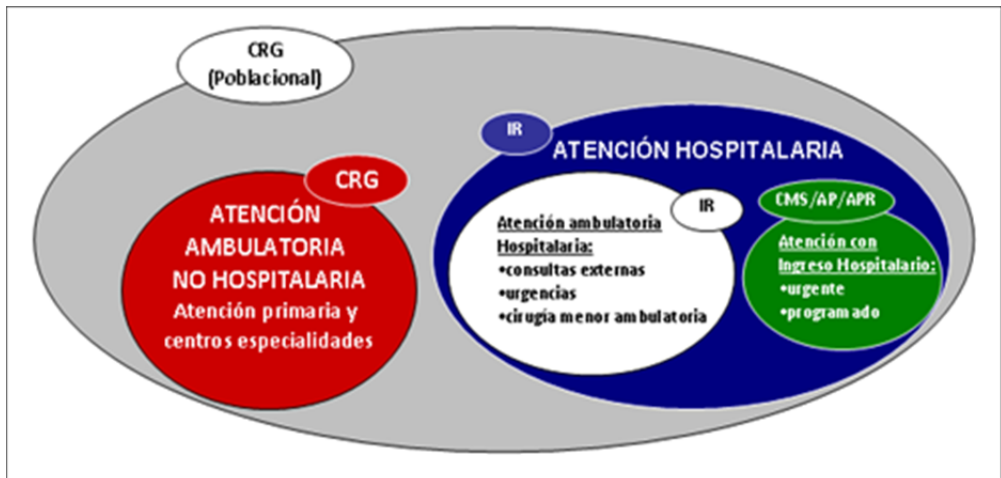 CRG
(Poblacional)
IR
ATENCIÓN HOSPITALARIA
CRG
ATENCIÓN
AMBULATORIA
NO HOSPITALARIA
Atención primaria y
centros especialidades
IR
Atención ambulatoria
Hospitalaria:
•consultas externas
•urgencias
•cirugía menor ambulatoria
CMS/AP/APR
Atención con
Ingreso Hospitalario:
•urgente
•programado